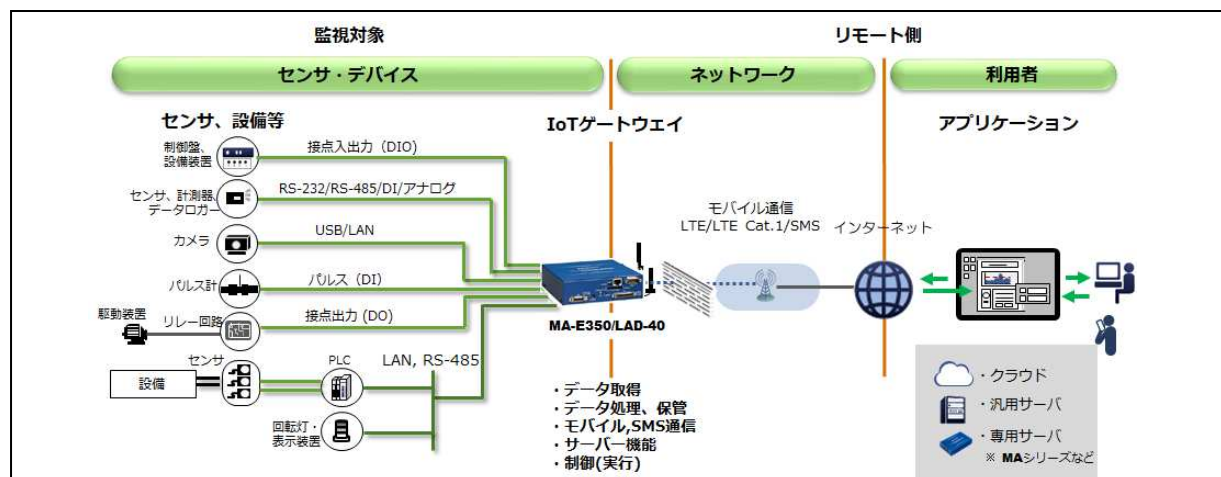 監視対象
リモート側
センサ・デバイス
ネットワーク
利用者
センサ、設備等
IoTゲートウェイ
アプリケーション
制御盤、
設備装置
接点入出力（DIO）
センサ、計測器、
データロガー
RS-232/RS-485/DI/アナログ
カメラ
USB/LAN
パルス計
パルス（DI）
駆動装置
リレー回路
接点出力 (DO)
センサ
設備
PLC
LAN, RS-485
回転灯・
表示装置
MA-E350/LAD-40
・データ取得
・データ処理、保管
・モバイル,SMS通信
・サーバー機能
・制御(実行)
モバイル通信
LTE/LTE Cat.1/SMS
インターネット
・クラウド
・汎用サーバ
・専用サーバ
※ MAシリーズなど